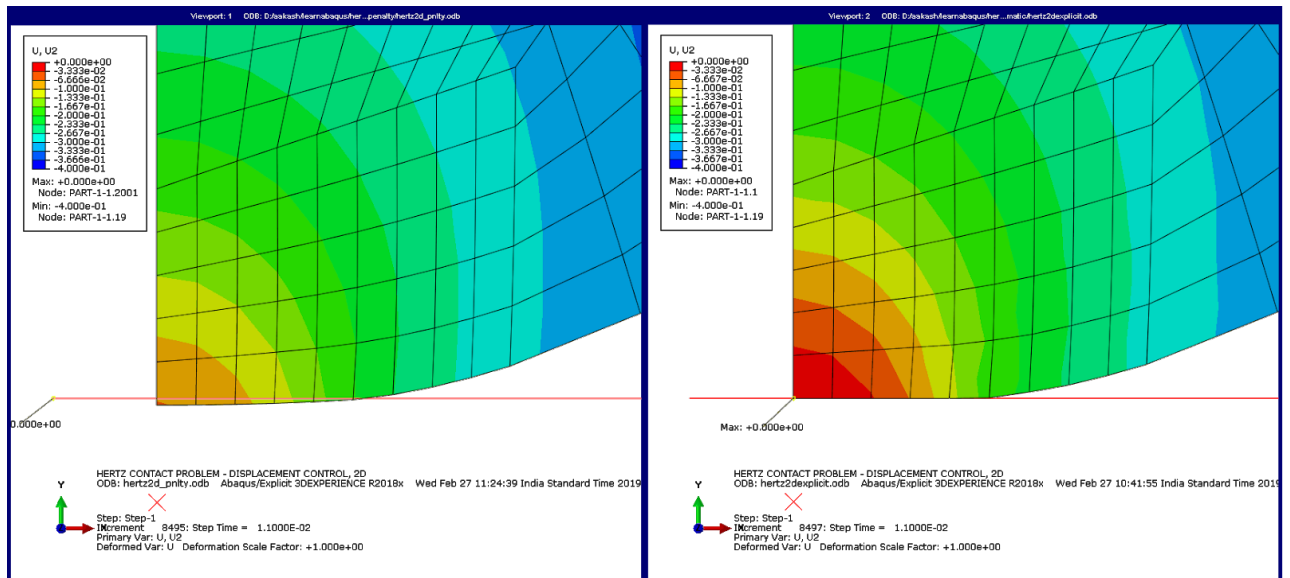 Viewport: 1 ODB: D:/aakash/learnabaqus/her...penalty/hertz2d_pnlty.odb
U, U2
+0.000e+00
-3.333e-02
-6.666e-02
-1.000e-01
-1.333e-01
-1.667e-01
-2.000e-01
-2.333e-01
-2.667e-01
-3.000e-01
-3.333e-01
-3.666e-01
-4.000e-01
Max: +0.000e+00
Node: PART-1-1.2001
Min: -4.000e-01
Node: PART-1-1.19
0.000e+00
HERTZ CONTACT PROBLEM - DISPLACEMENT CONTROL, 2D
ODB: hertz2d_pnlty.odb Abaqus/Explicit 3DEXPERIENCE R2018x Wed Feb 27 11:24:39 India Standard Time 2019
Y
X
Step: Step-1
Increment 8495: Step Time = 1.1000E-02
Primary Var: U, U2
Deformed Var: U Deformation Scale Factor: +1.000e+00
Viewport: 2 ODB: D:/aakash/learnabaqus/her...matic/hertz2dexplicit.odb
U, U2
+0.000e+00
-3.333e-02
-6.667e-02
-1.000e-01
-1.333e-01
-1.667e-01
-2.000e-01
-2.333e-01
-2.667e-01
-3.000e-01
-3.333e-01
-3.667e-01
-4.000e-01
Max: +0.000e+00
Node: PART-1-1.1
Min: -4.000e-01
Node: PART-1-1.19
Max: +0.000e+00
HERTZ CONTACT PROBLEM - DISPLACEMENT CONTROL, 2D
ODB: hertz2dexplicit.odb Abaqus/Explicit 3DEXPERIENCE R2018x Wed Feb 27 10:41:55 India Standard Time 2019
Y
X
Step: Step-1
Increment 8497: Step Time = 1.1000E-02
Primary Var: U, U2
Deformed Var: U Deformation Scale Factor: +1.000e+00